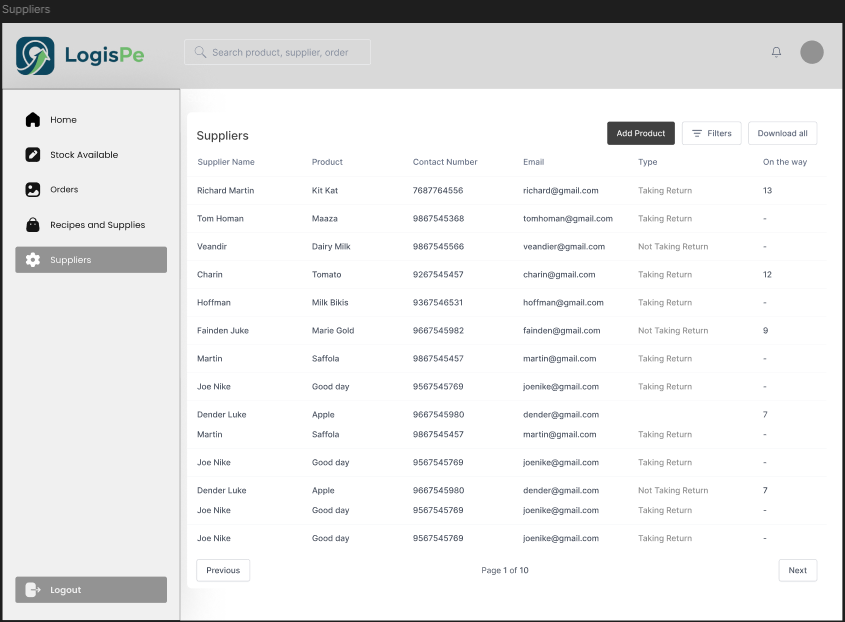 Suppliers
LogisPe
Search product, supplier, order
Home
Stock Available
Orders
Recipes and Supplies
Suppliers
Logout
Suppliers
Add Product Filters Download all
Supplier Name Product Contact Number Email Type On the way
Richard Martin Kit Kat 7687764556 richard@gmail.com Taking Return 13
Tom Homan Maaza 9867545368 tomhoman@gmail.com Taking Return -
Veandir Dairy Milk 9867545566 veandier@gmail.com Not Taking Return -
Charin Tomato 9267545457 charin@gmail.com Taking Return 12
Hoffman Milk Bikis 9367546531 hoffman@gmail.com Taking Return -
Fainden Juke Marie Gold 9667545982 fainden@gmail.com Not Taking Return 9
Martin Saffola 9867545457 martin@gmail.com Taking Return -
Joe Nike Good day 9567545769 joenike@gmail.com Taking Return -
Dender Luke Apple 9667545980 dender@gmail.com 7
Martin Saffola 9867545457 martin@gmail.com Taking Return -
Joe Nike Good day 9567545769 joenike@gmail.com Taking Return -
Dender Luke Apple 9667545980 dender@gmail.com Not Taking Return 7
Joe Nike Good day 9567545769 joenike@gmail.com Taking Return -
Joe Nike Good day 9567545769 joenike@gmail.com Taking Return -
Previous Page 1 of 10 Next